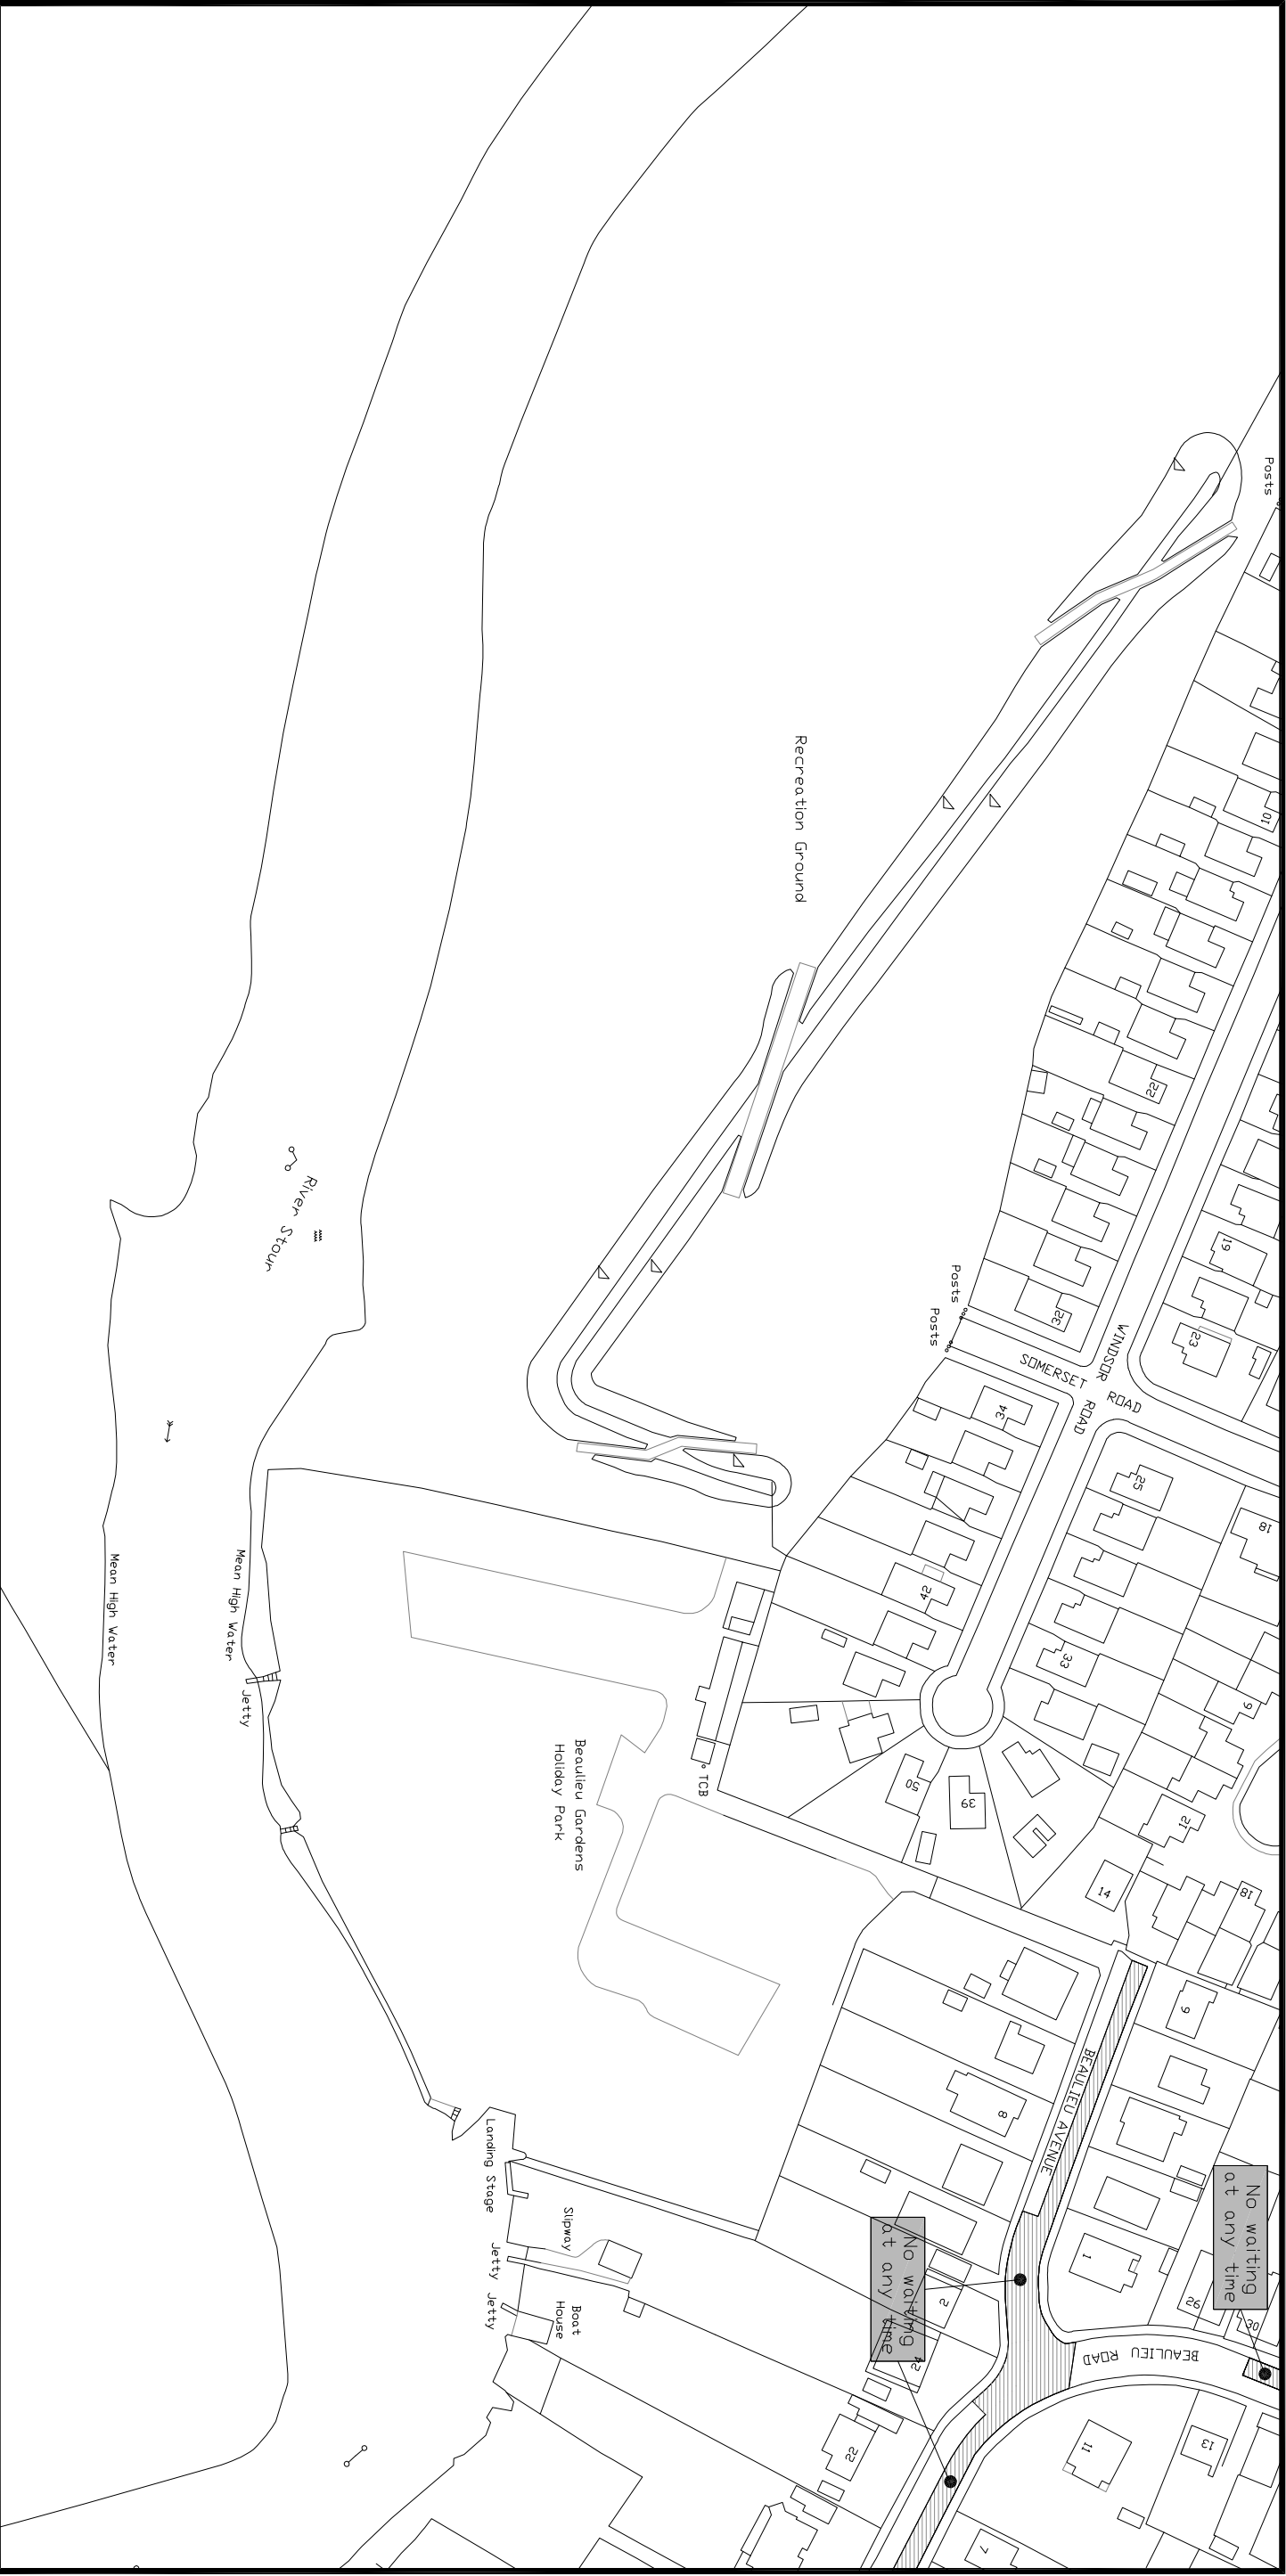 Posts
10
Recreation Ground
22
River Stour
19
Posts
Posts
32
23
WINDSOR ROAD
SOMERSET ROAD
34
25
18
42
33
9
Mean High Water
Mean High Water
Jetty
Beaulieu Gardens
Holiday Park
TCB
50
39
12
14
18
9
8
BEAULIEU AVENUE
No waiting
at any time
Landing Stage
Slipway
Jetty
Jetty
Boat
House
No waiting
at any time
1
2
26
30
24
BEAULIEU ROAD
22
11
13
7